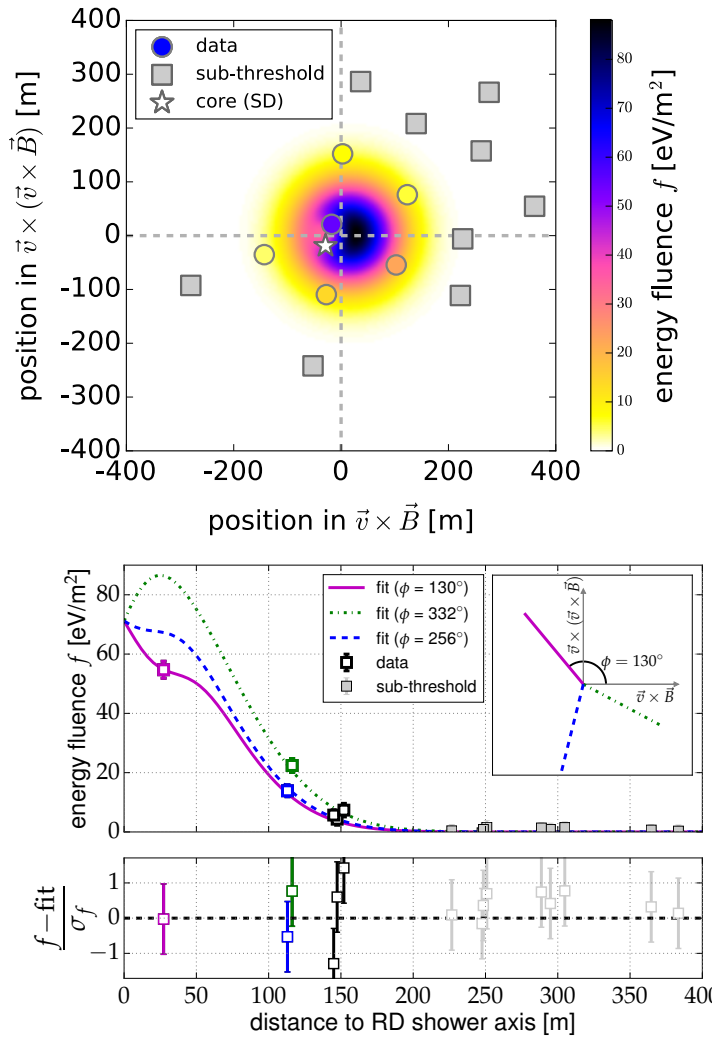 400
300
200
100
0
-100
-200
-300
-400
position in v⃗ × (v⃗ × B⃗) [m]
data
sub-threshold
core (SD)
-400
-200
0
200
400
position in v⃗ × B⃗ [m]
80
70
60
50
40
30
20
10
0
energy fluence f [eV/m²]
80
60
40
20
0
energy fluence f [eV/m²]
fit (ϕ = 130°)
fit (ϕ = 332°)
fit (ϕ = 256°)
data
sub-threshold
v⃗ × (v⃗ × B⃗)
ϕ = 130°
v⃗ × B⃗
1
0
−1
f−fit
σf
0
50
100
150
200
250
300
350
400
distance to RD shower axis [m]